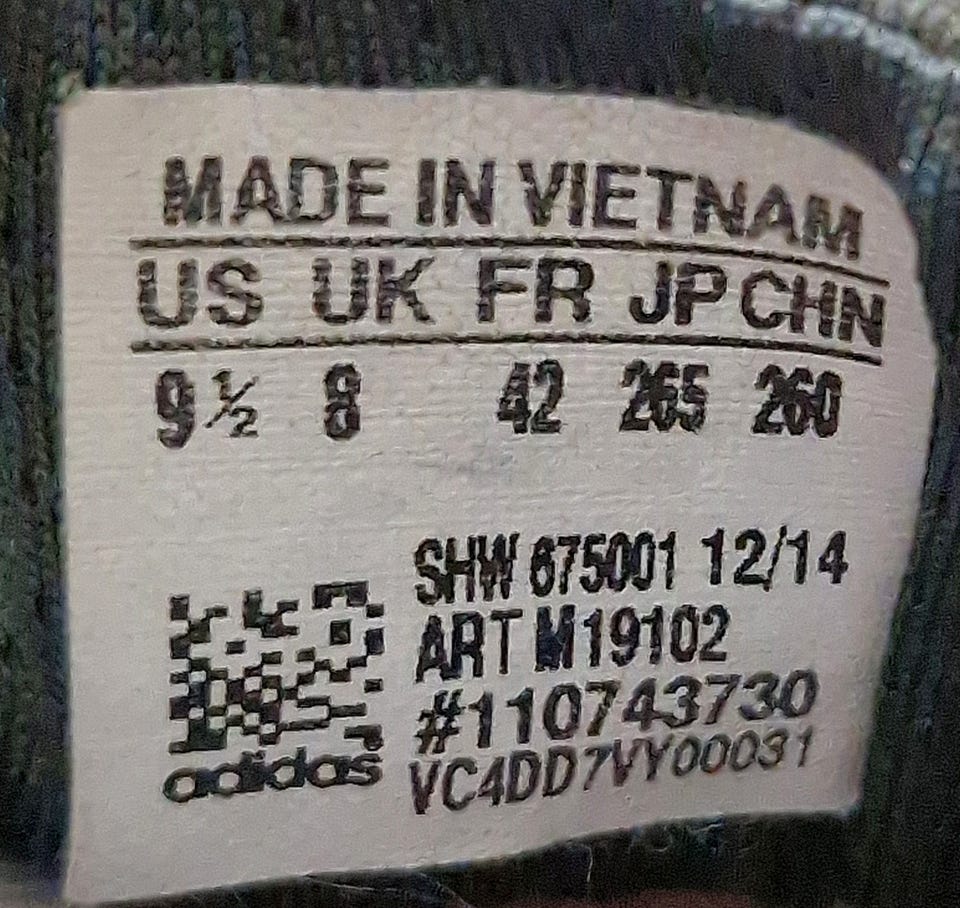 MADE IN VIETNAM
US UK FR JP CHN
9½ 8 42 265 260
SHW 675001 12/14
ART M19102
#110743730
VC4DD7VY00031
adidas